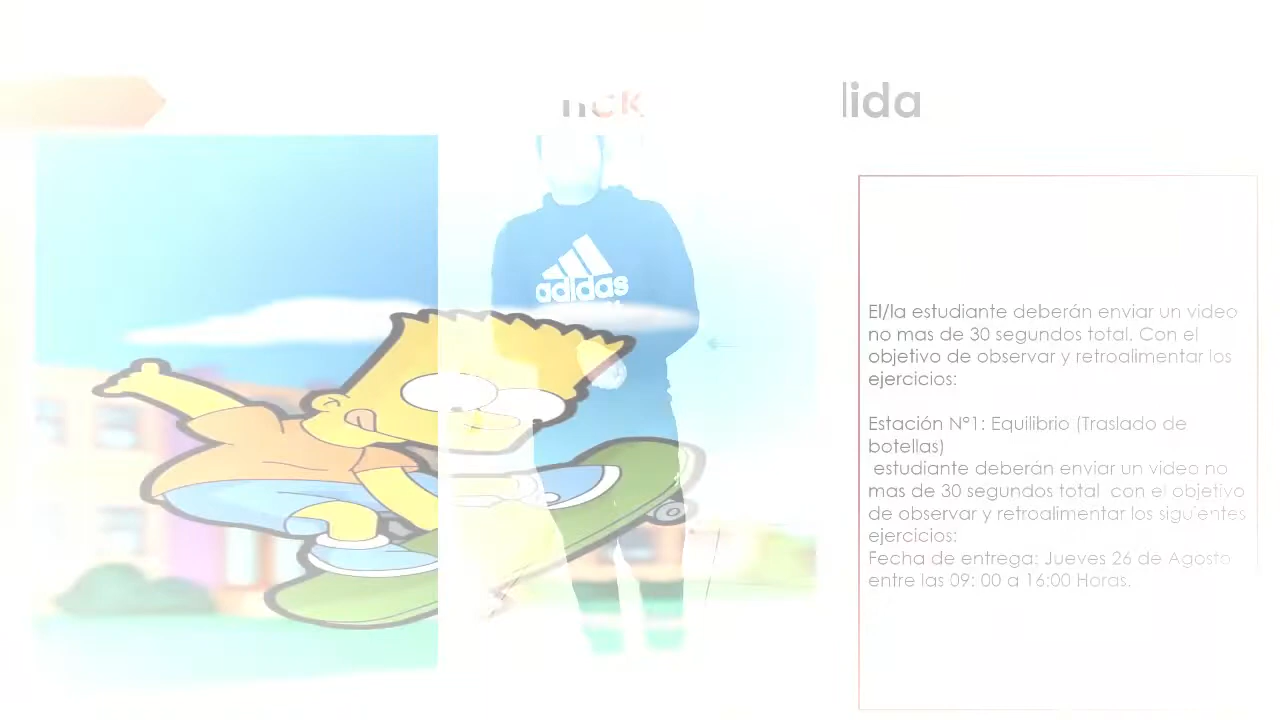 adidas
El/la estudiante deberán enviar un video
no mas de 30 segundos total. Con el
objetivo de observar y retroalimentar los
ejercicios:
Estación Nº1: Equilibrio (Traslado de
botellas)
estudiante deberán enviar un video no
mas de 30 segundos total con el objetivo
de observar y retroalimentar los siguientes
ejercicios:
Fecha de entrega: Jueves 26 de Agosto
entre las 09: 00 a 16:00 Horas.